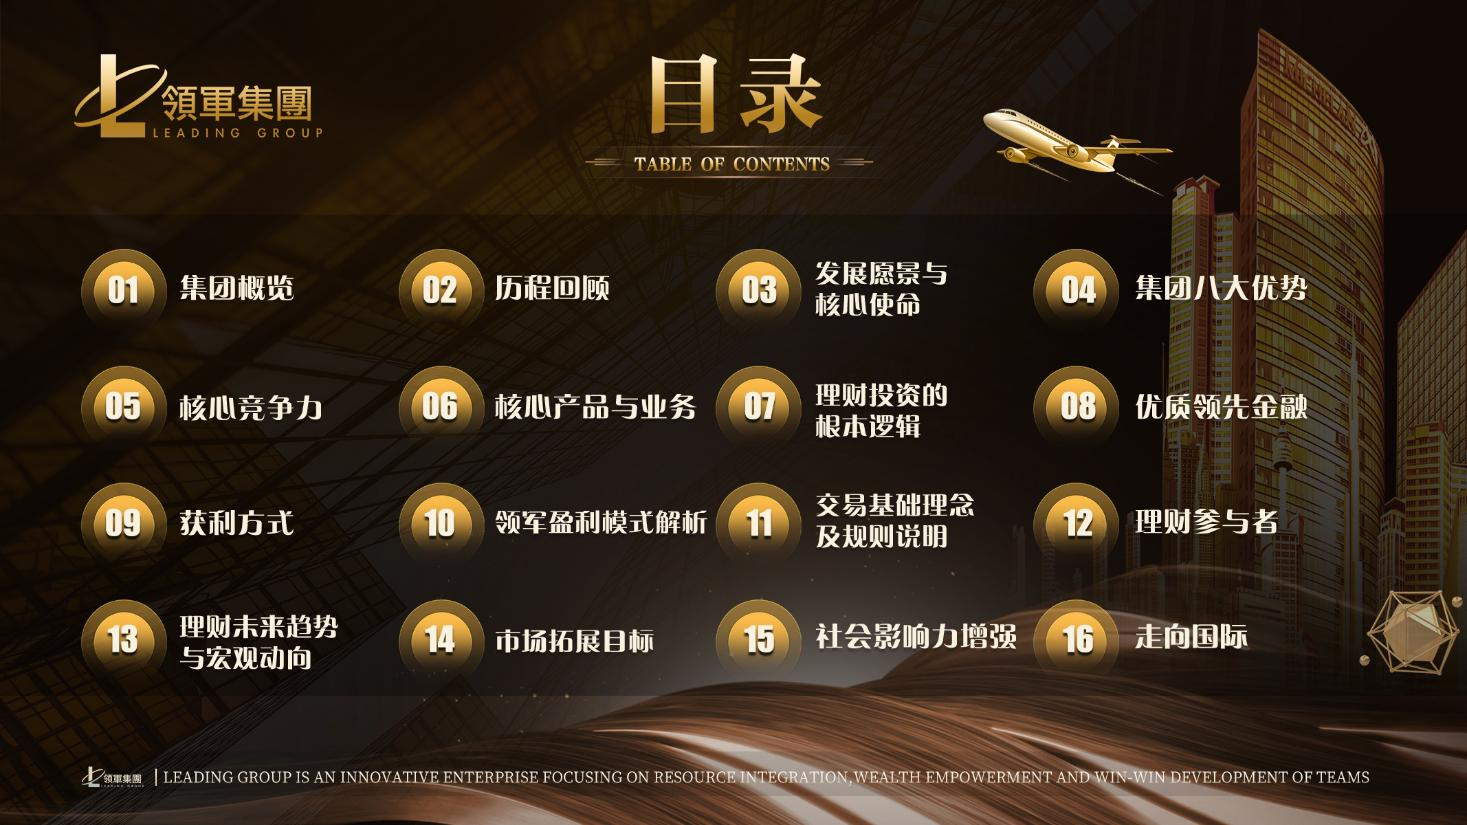 領軍集團
LEADING GROUP
目录
TABLE OF CONTENTS
01 集团概览
02 历程回顾
03 发展愿景与
核心使命
04 集团八大优势
05 核心竞争力
06 核心产品与业务
07 理财投资的
根本逻辑
08 优质领先金融
09 获利方式
10 领军盈利模式解析
11 交易基础理念
及规则说明
12 理财参与者
13 理财未来趋势
与宏观动向
14 市场拓展目标
15 社会影响力增强
16 走向国际
領軍集團
LEADING GROUP
LEADING GROUP IS AN INNOVATIVE ENTERPRISE FOCUSING ON RESOURCE INTEGRATION,WEALTH EMPOWERMENT AND WIN-WIN DEVELOPMENT OF TEAMS